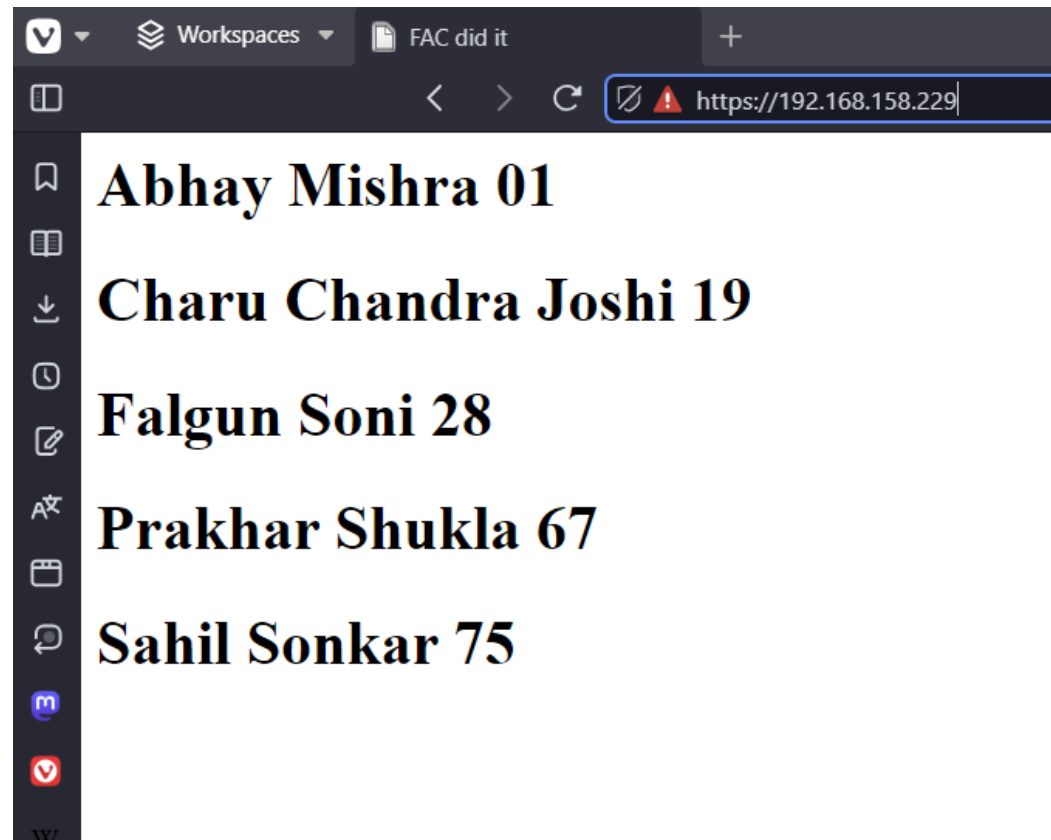 Workspaces
FAC did it
https://192.168.158.229
Abhay Mishra 01
Charu Chandra Joshi 19
Falgun Soni 28
Prakhar Shukla 67
Sahil Sonkar 75
W